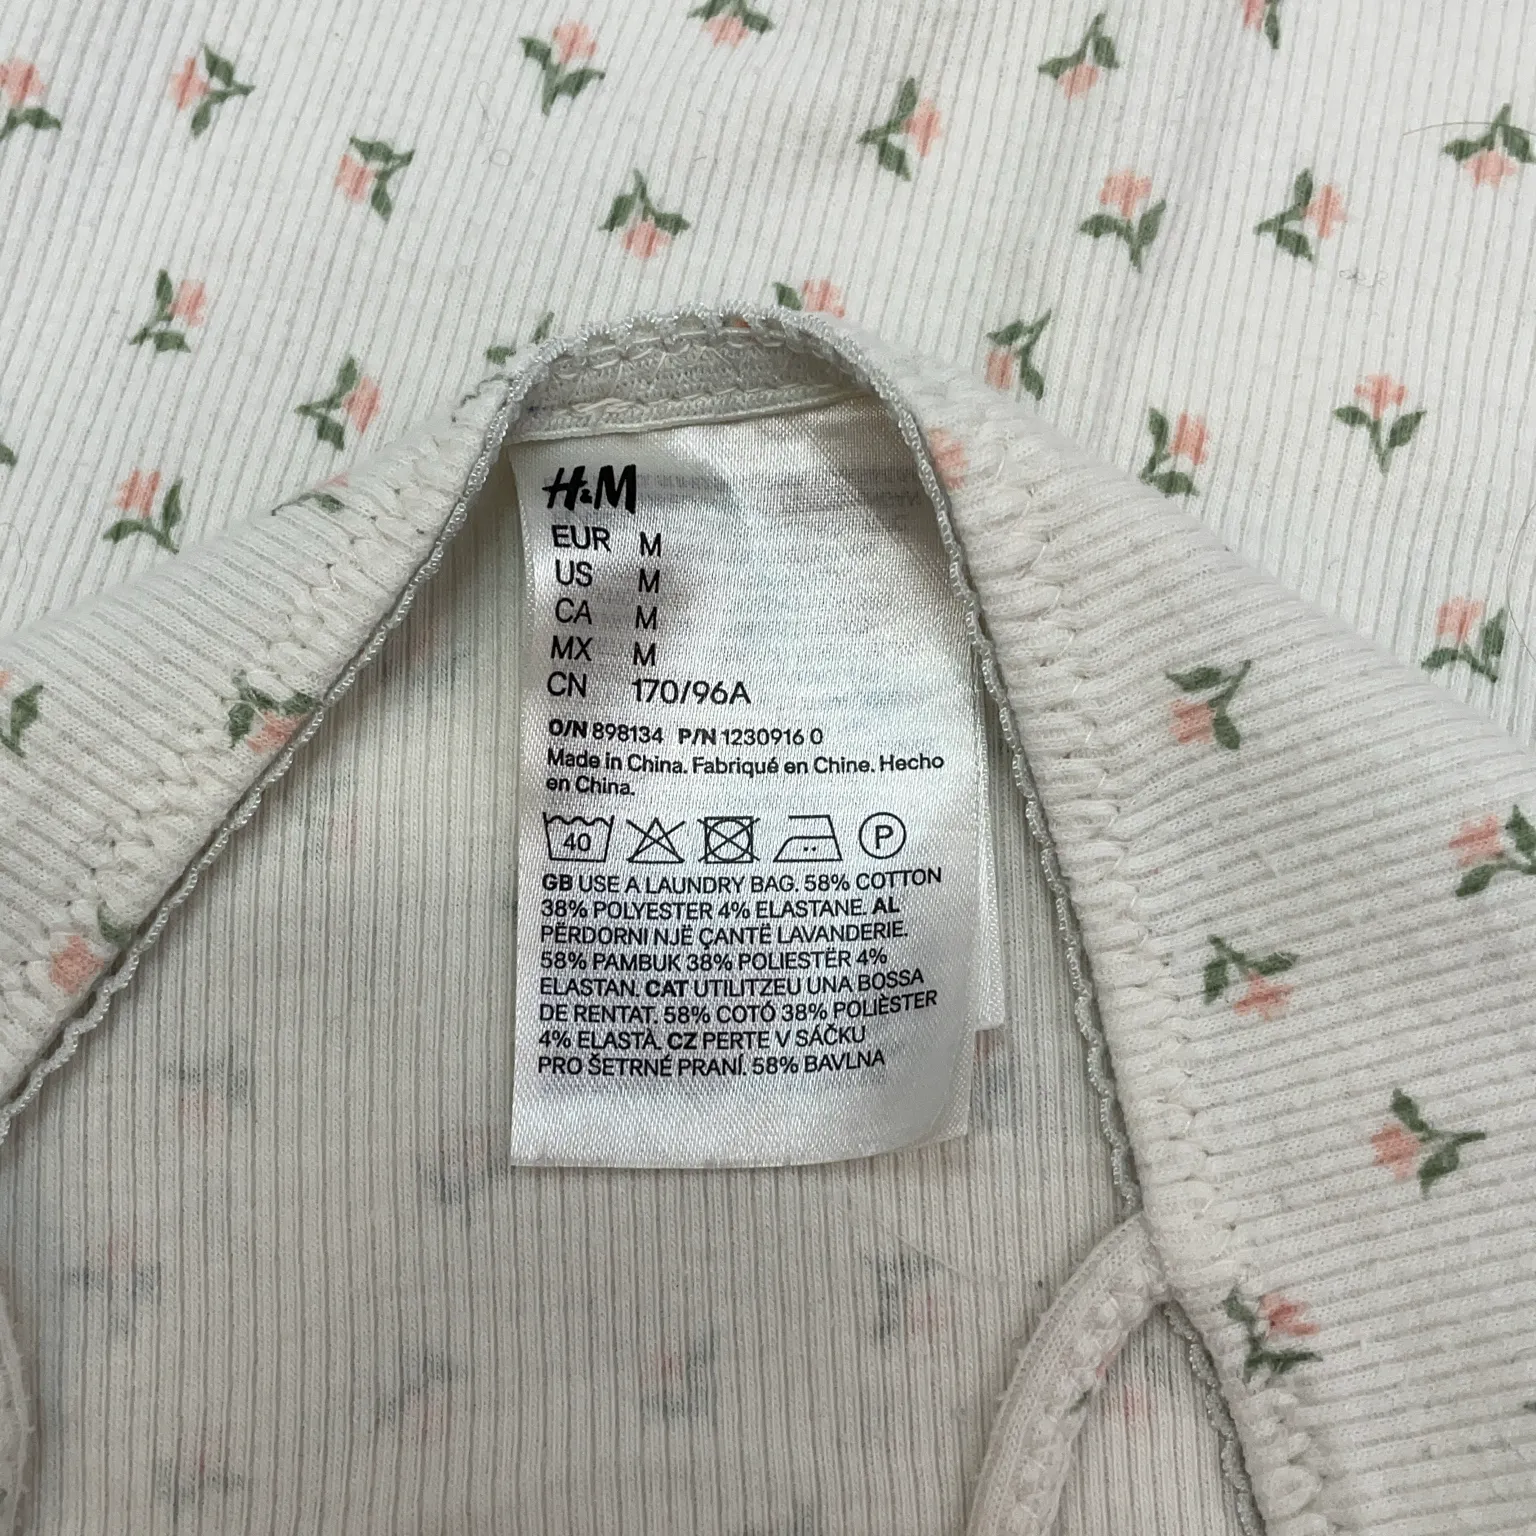 H&M
EUR M
US M
CA M
MX M
CN 170/96A
O/N 898134 P/N 1230916 0
Made in China. Fabriqué en Chine. Hecho
en China.
40 P
GB USE A LAUNDRY BAG. 58% COTTON
38% POLYESTER 4% ELASTANE. AL
PËRDORNI NJË ÇANTË LAVANDERIE.
58% PAMBUK 38% POLIESTËR 4%
ELASTAN. CAT UTILITZEU UNA BOSSA
DE RENTAT. 58% COTÓ 38% POLIÈSTER
4% ELASTÀ. CZ PERTE V SÁČKU
PRO ŠETRNÉ PRANÍ. 58% BAVLNA